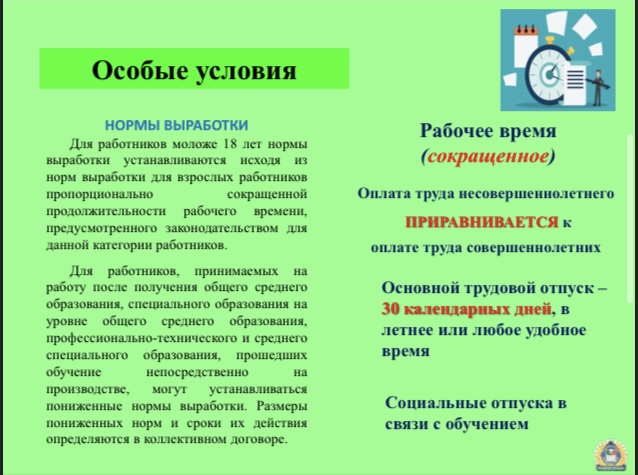 Особые условия
НОРМЫ ВЫРАБОТКИ
Для работников моложе 18 лет нормы
выработки устанавливаются исходя из
норм выработки для взрослых работников
пропорционально сокращенной
продолжительности рабочего времени,
предусмотренного законодательством для
данной категории работников.
Для работников, принимаемых на
работу после получения общего среднего
образования, специального образования на
уровне общего среднего образования,
профессионально-технического и среднего
специального образования, прошедших
обучение непосредственно на
производстве, могут устанавливаться
пониженные нормы выработки. Размеры
пониженных норм и сроки их действия
определяются в коллективном договоре.
Рабочее время
(сокращенное)
Оплата труда несовершеннолетнего
ПРИРАВНИВАЕТСЯ к
оплате труда совершеннолетних
Основной трудовой отпуск –
30 календарных дней, в
летнее или любое удобное
время
Социальные отпуска в
связи с обучением